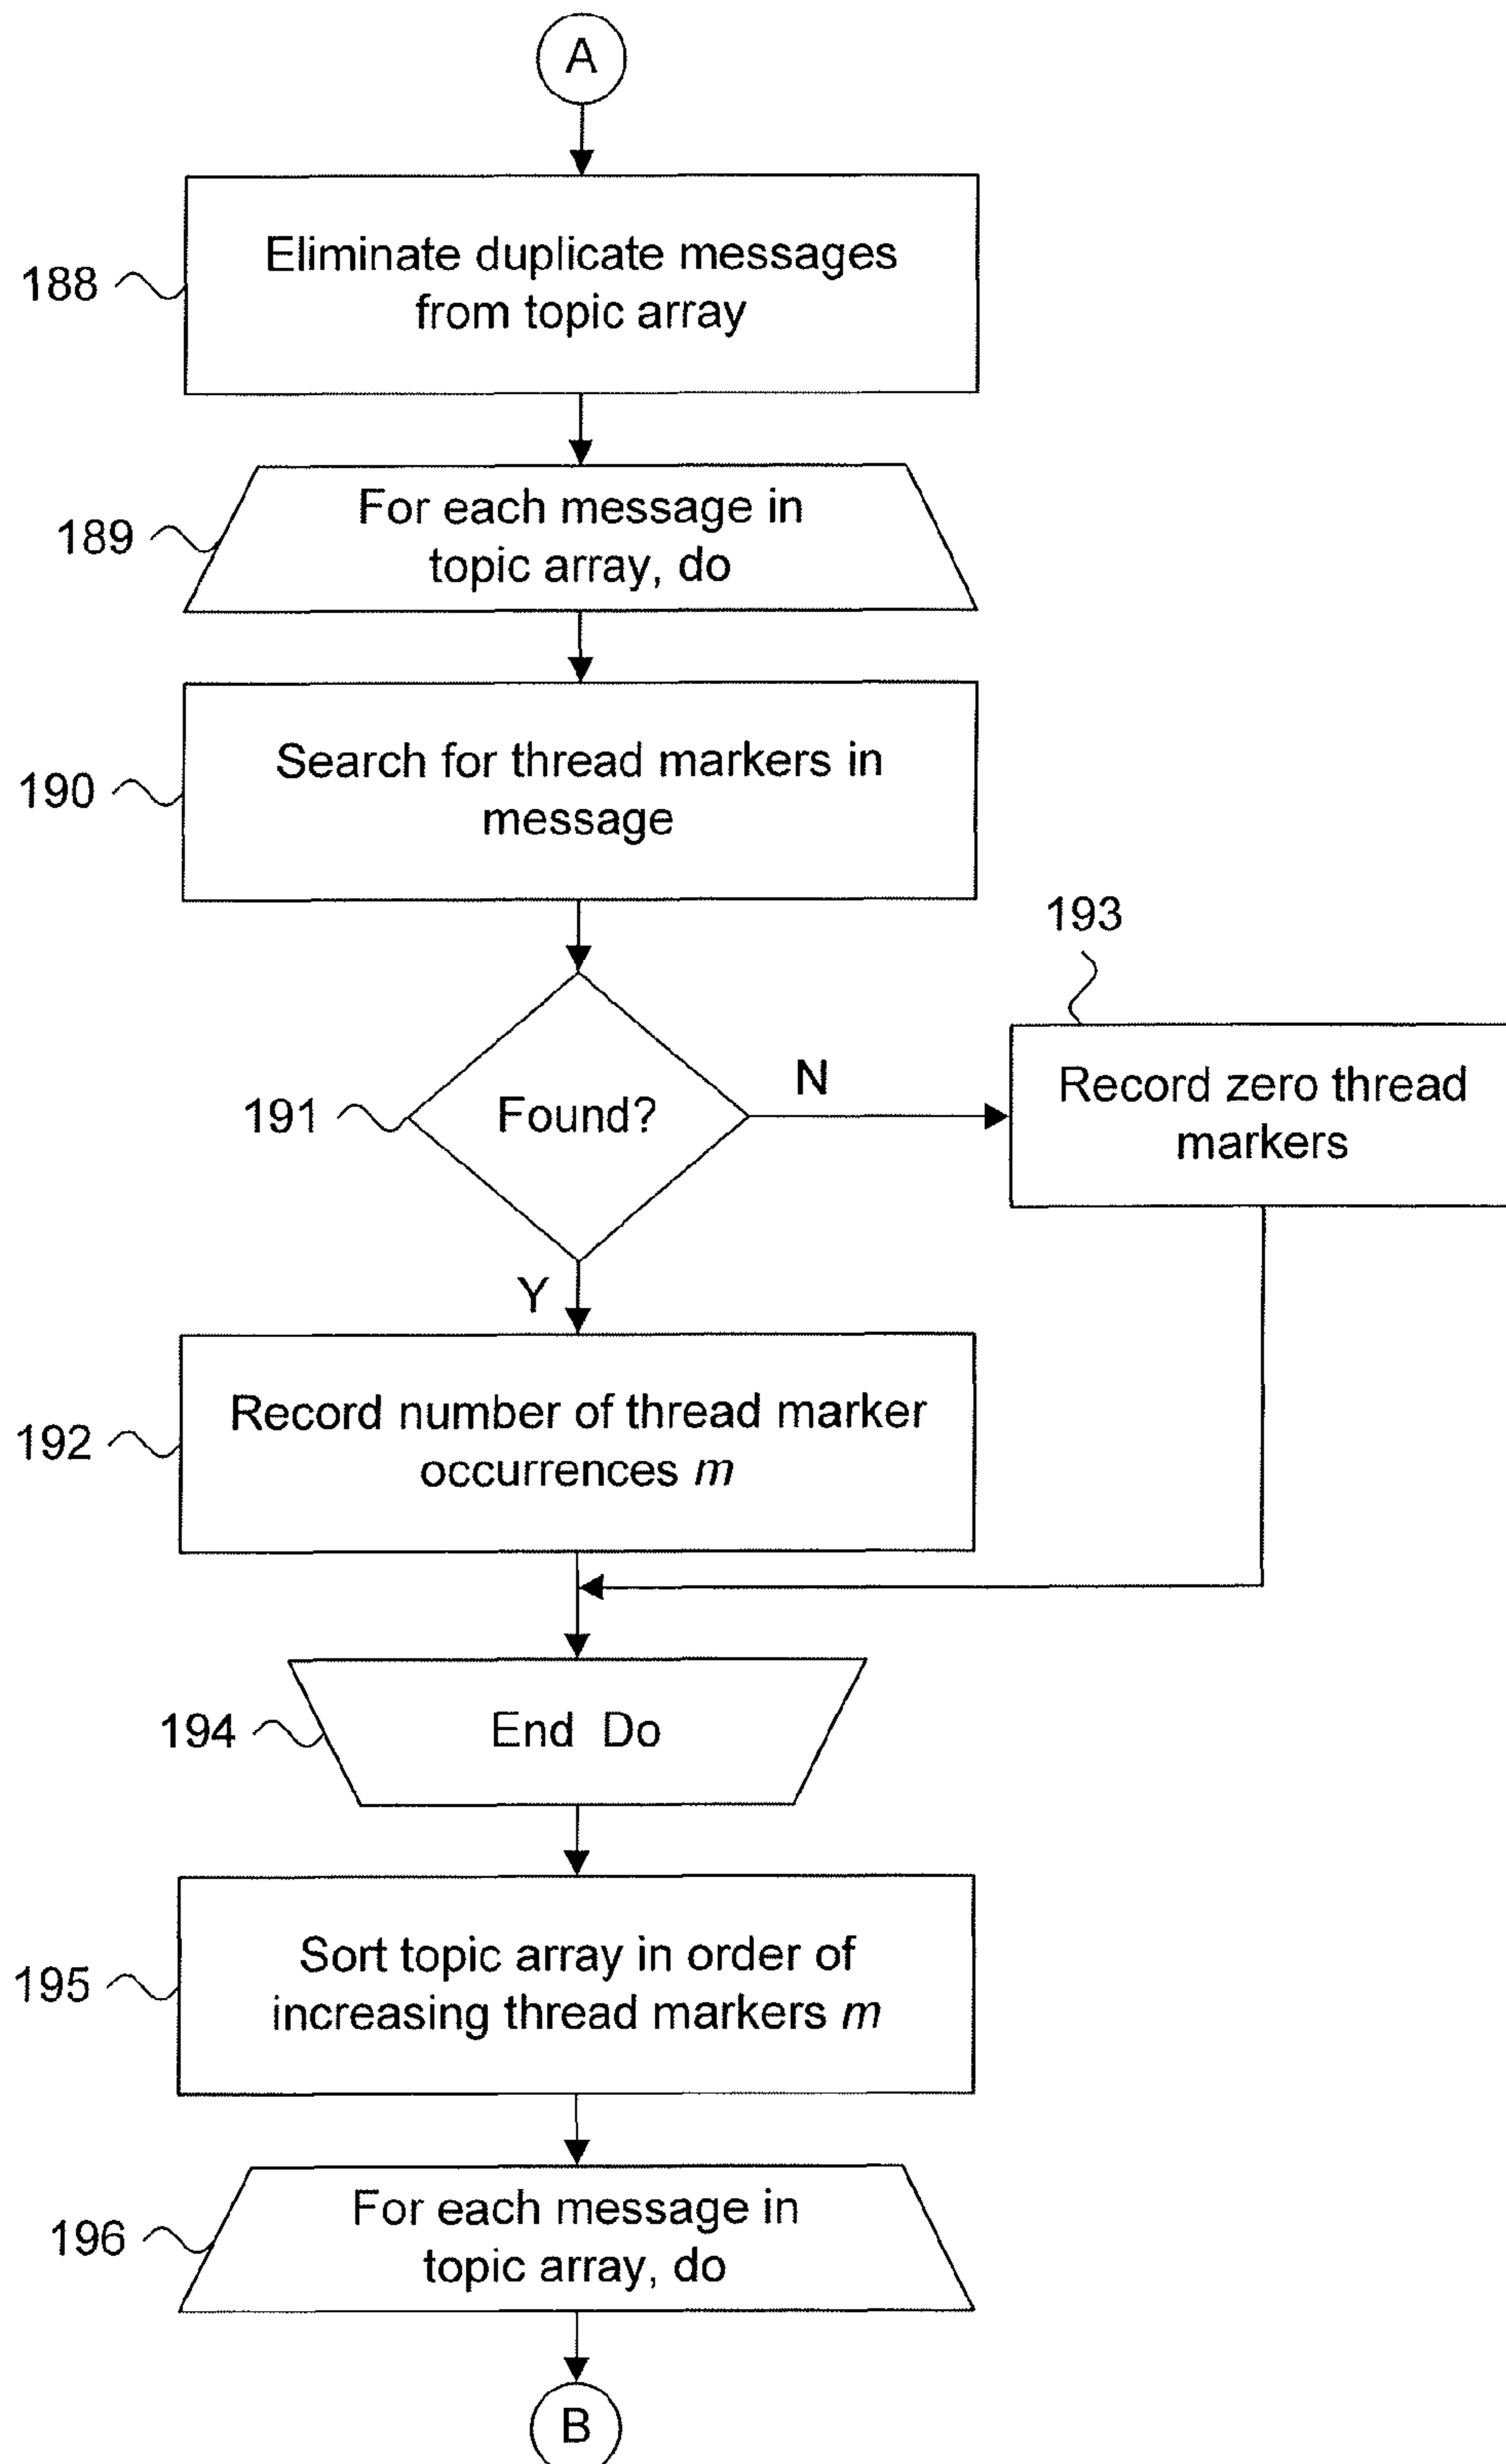 A
188
Eliminate duplicate messages
from topic array
189
For each message in
topic array, do
190
Search for thread markers in
message
191
Found?
N
193
Record zero thread
markers
Y
192
Record number of thread marker
occurrences m
194
End Do
195
Sort topic array in order of
increasing thread markers m
196
For each message in
topic array, do
B